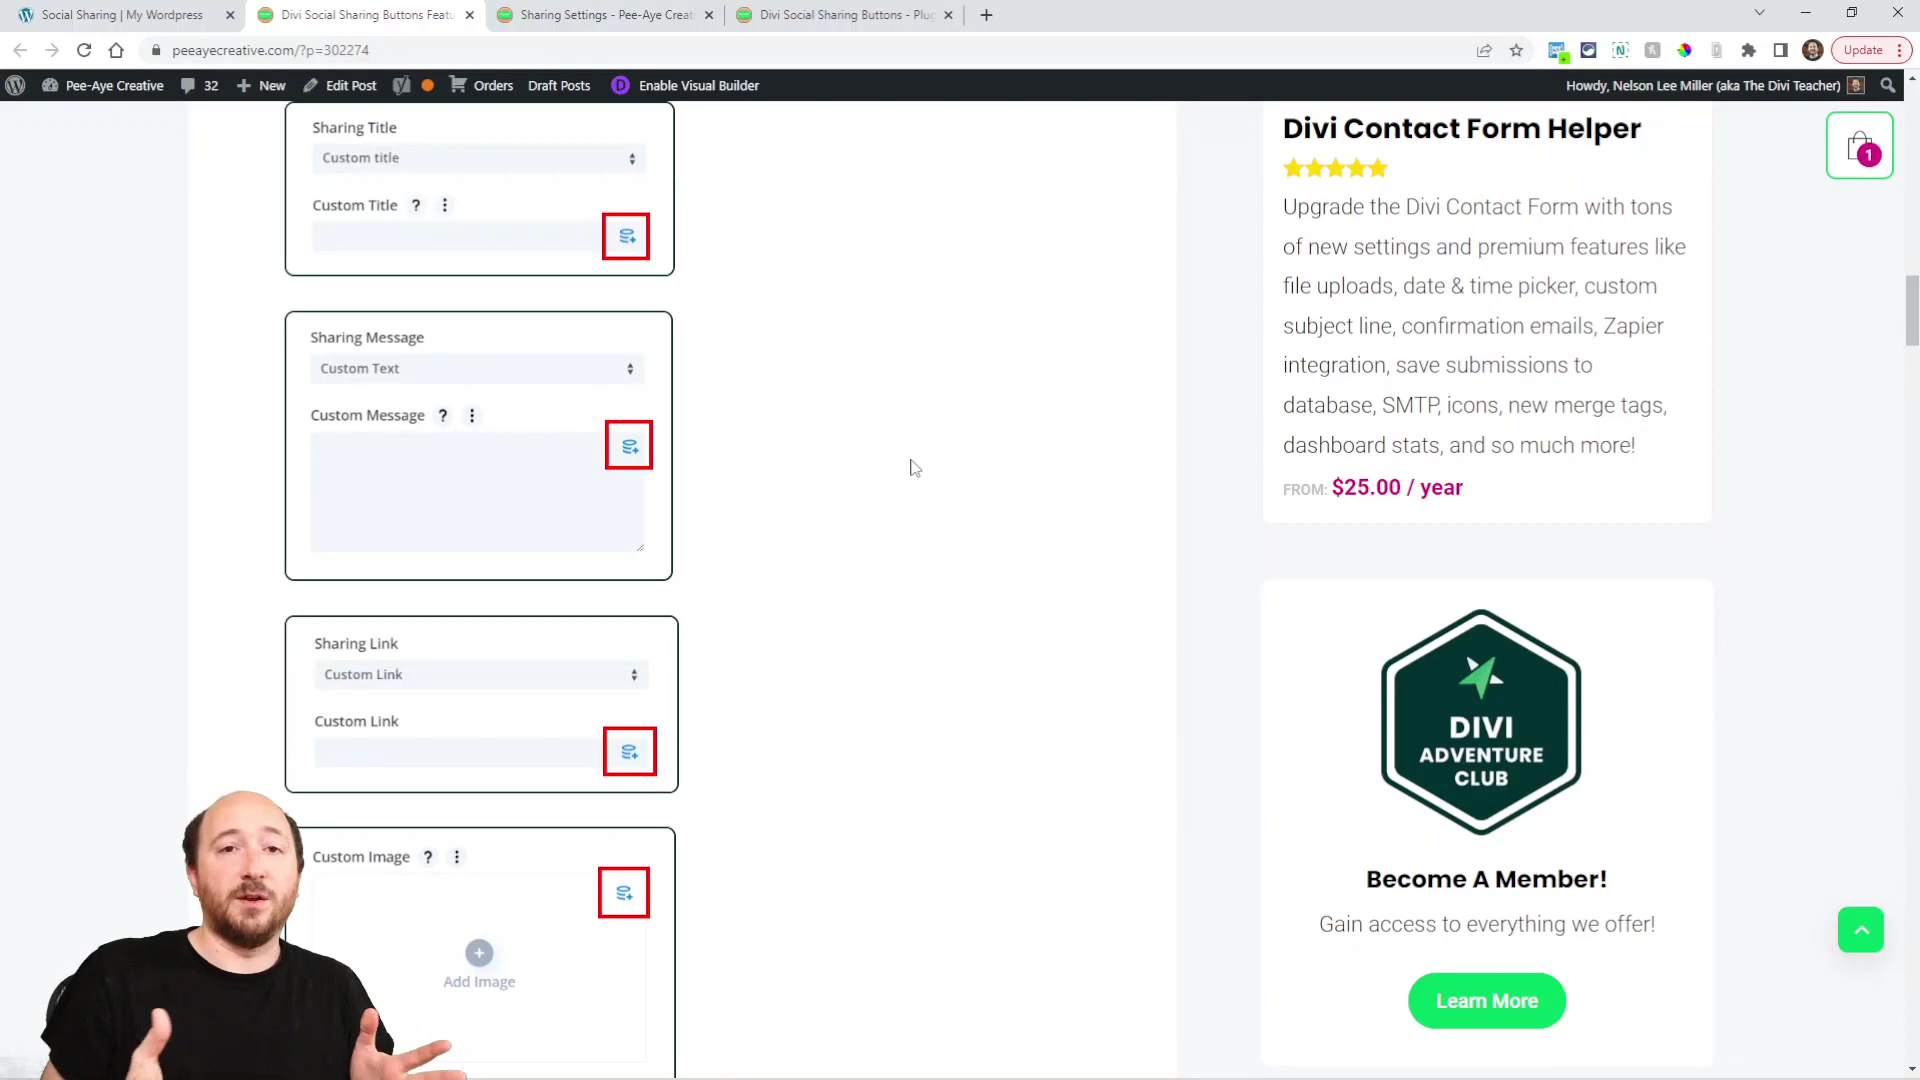 Social Sharing | My Wordpress
Divi Social Sharing Buttons Featu
Sharing Settings - Pee-Aye Creati
Divi Social Sharing Buttons - Plug
peeayecreative.com/?p=302274
Update
Pee-Aye Creative
32
New
Edit Post
Orders
Draft Posts
D
Enable Visual Builder
Howdy, Nelson Lee Miller (aka The Divi Teacher)
Sharing Title
Custom title
Custom Title ?
Sharing Message
Custom Text
Custom Message ?
Sharing Link
Custom Link
Custom Link
Custom Image ?
Add Image
Divi Contact Form Helper
Upgrade the Divi Contact Form with tons
of new settings and premium features like
file uploads, date & time picker, custom
subject line, confirmation emails, Zapier
integration, save submissions to
database, SMTP, icons, new merge tags,
dashboard stats, and so much more!
FROM: $25.00 / year
1
DIVI
ADVENTURE
CLUB
Become A Member!
Gain access to everything we offer!
Learn More